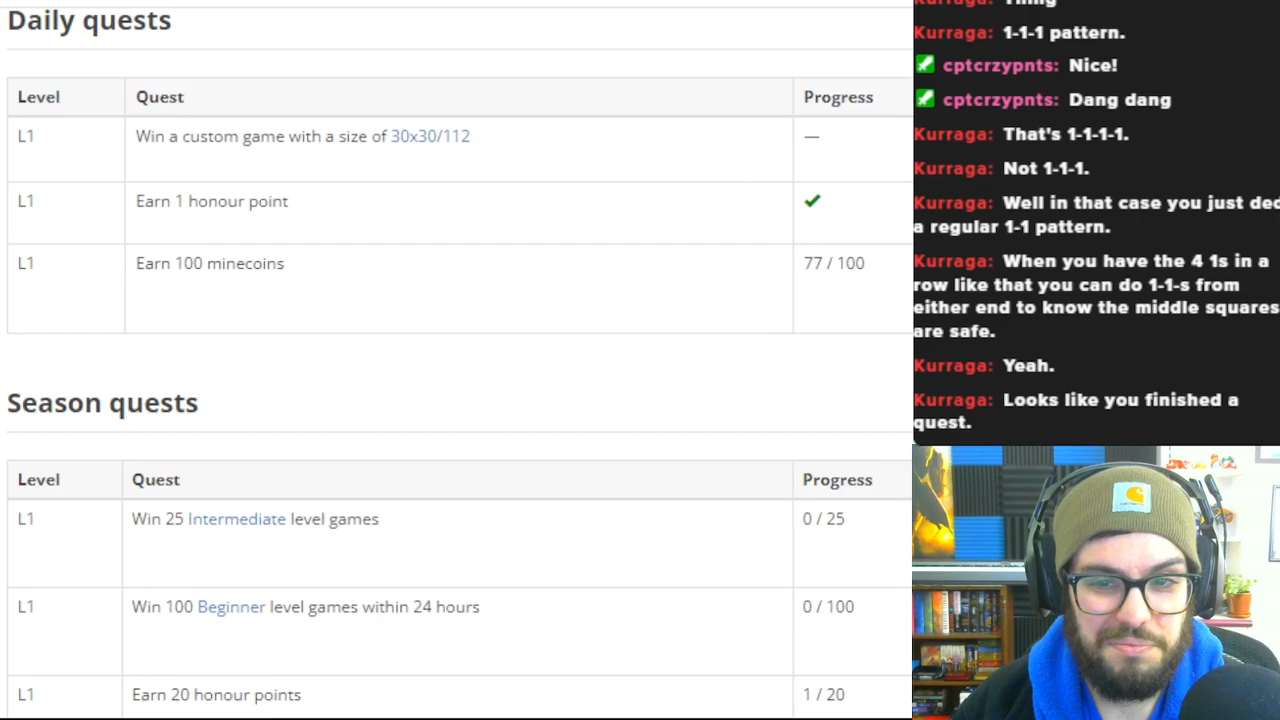 Daily quests
Level Quest Progress
L1 Win a custom game with a size of 30x30/112 —
L1 Earn 1 honour point ✔
L1 Earn 100 minecoins 77 / 100
Season quests
Level Quest Progress
L1 Win 25 Intermediate level games 0 / 25
L1 Win 100 Beginner level games within 24 hours 0 / 100
L1 Earn 20 honour points 1 / 20
Kurraga: Thing
Kurraga: 1-1-1 pattern.
cptcrzypnts: Nice!
cptcrzypnts: Dang dang
Kurraga: That's 1-1-1-1.
Kurraga: Not 1-1-1.
Kurraga: Well in that case you just ded
a regular 1-1 pattern.
Kurraga: When you have the 4 1s in a
row like that you can do 1-1-s from
either end to know the middle squares
are safe.
Kurraga: Yeah.
Kurraga: Looks like you finished a
quest.